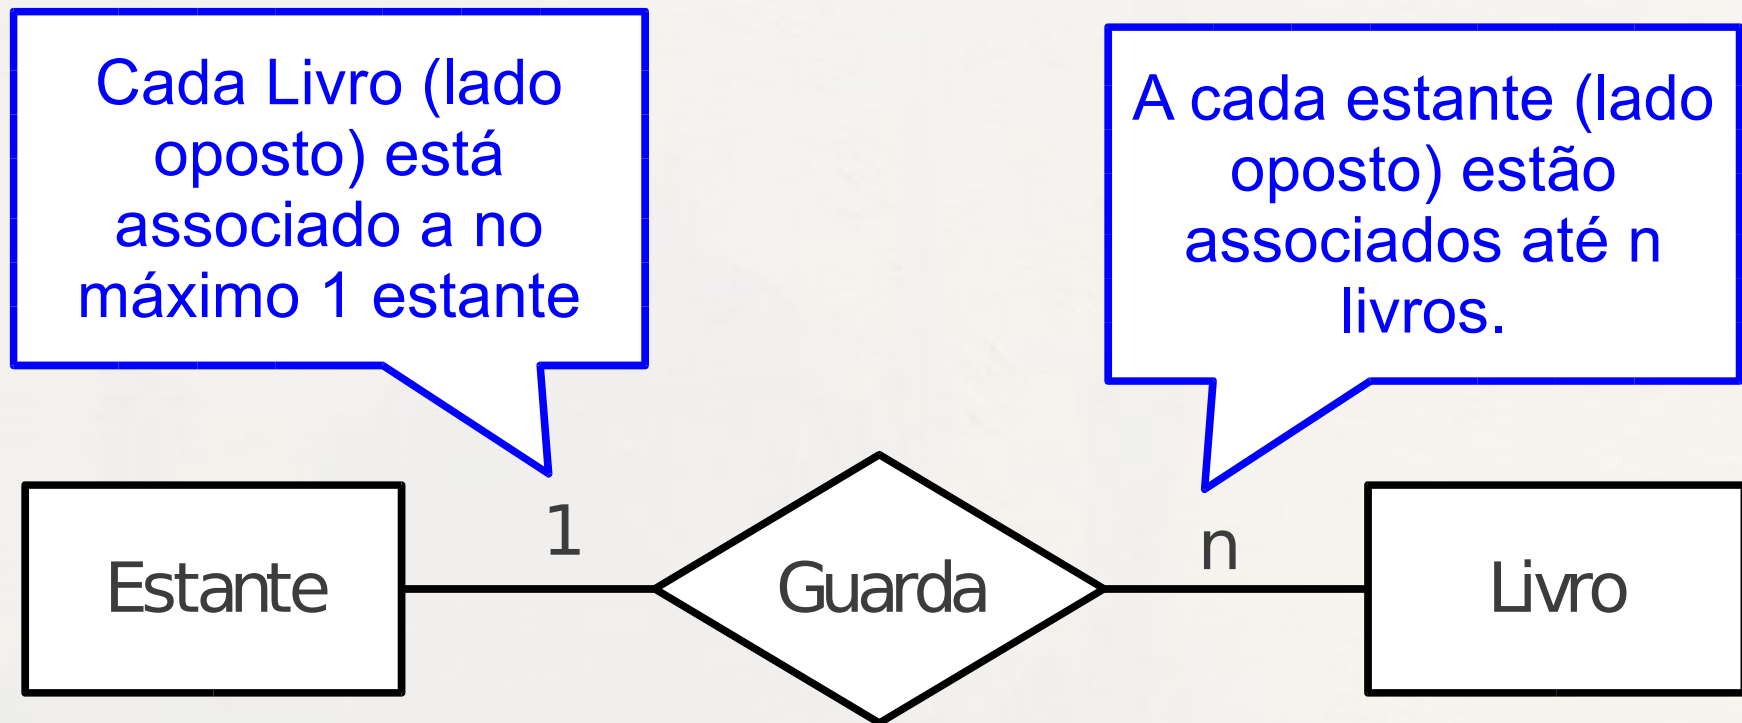 Cada Livro (lado
oposto) está
associado a no
máximo 1 estante
A cada estante (lado
oposto) estão
associados até n
livros.
1
n
Estante
Guarda
Livro